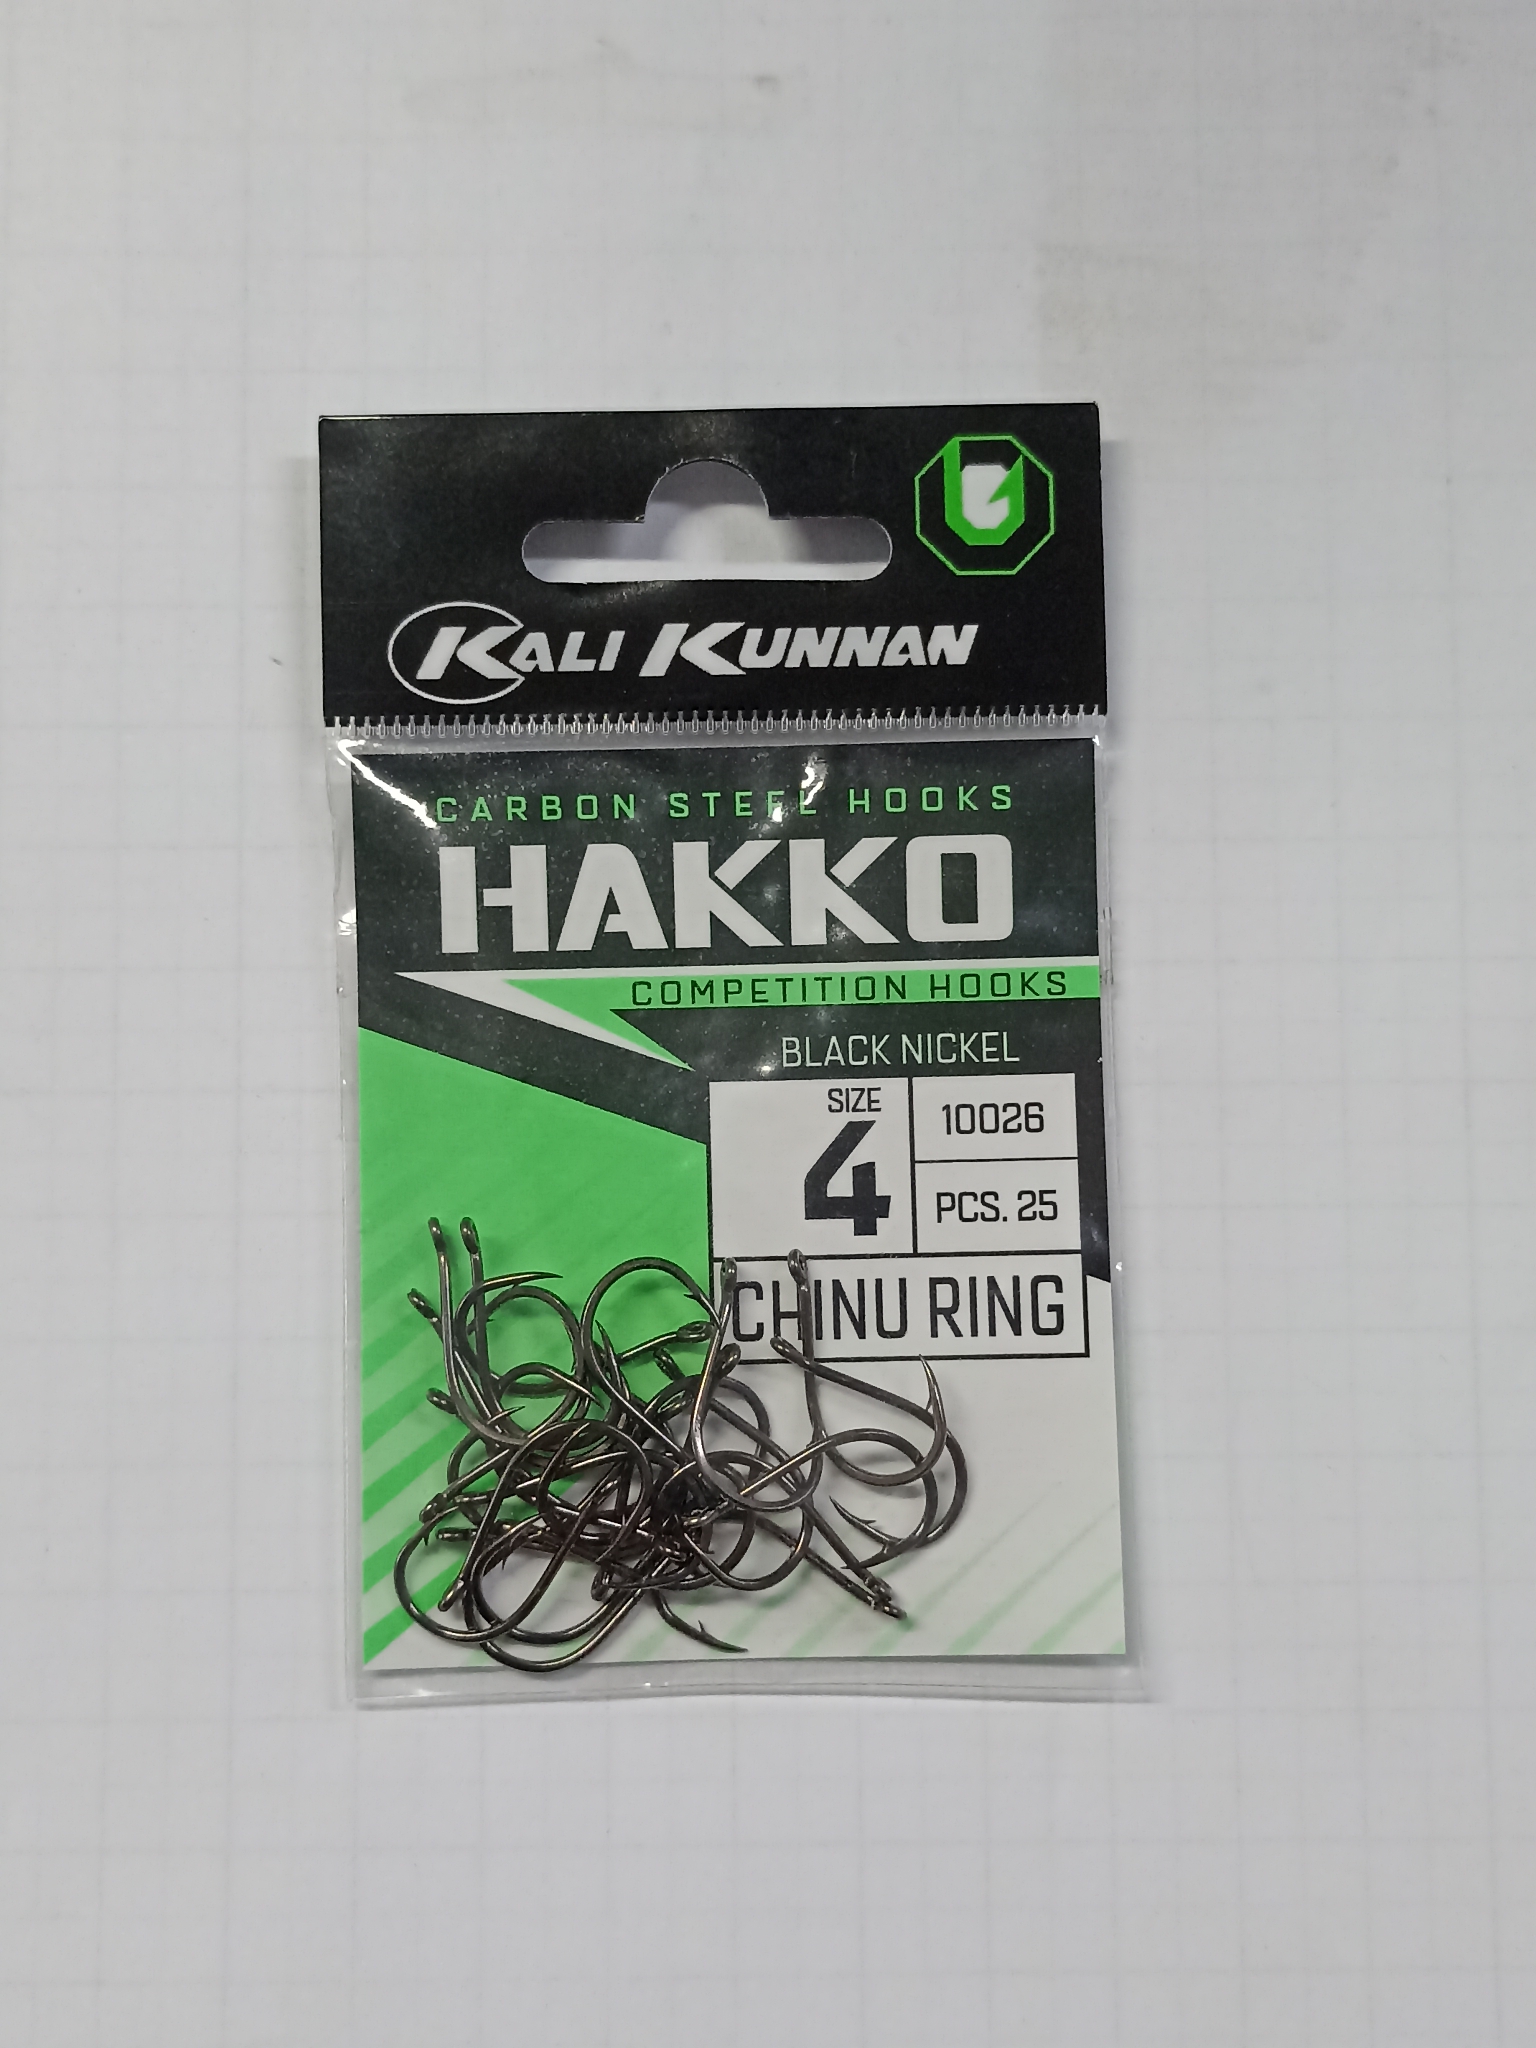 KALI KUNNAN
CARBON STEEL HOOKS
HAKKO
COMPETITION HOOKS
BLACK NICKEL
SIZE
4
10026
PCS. 25
CHINU RING